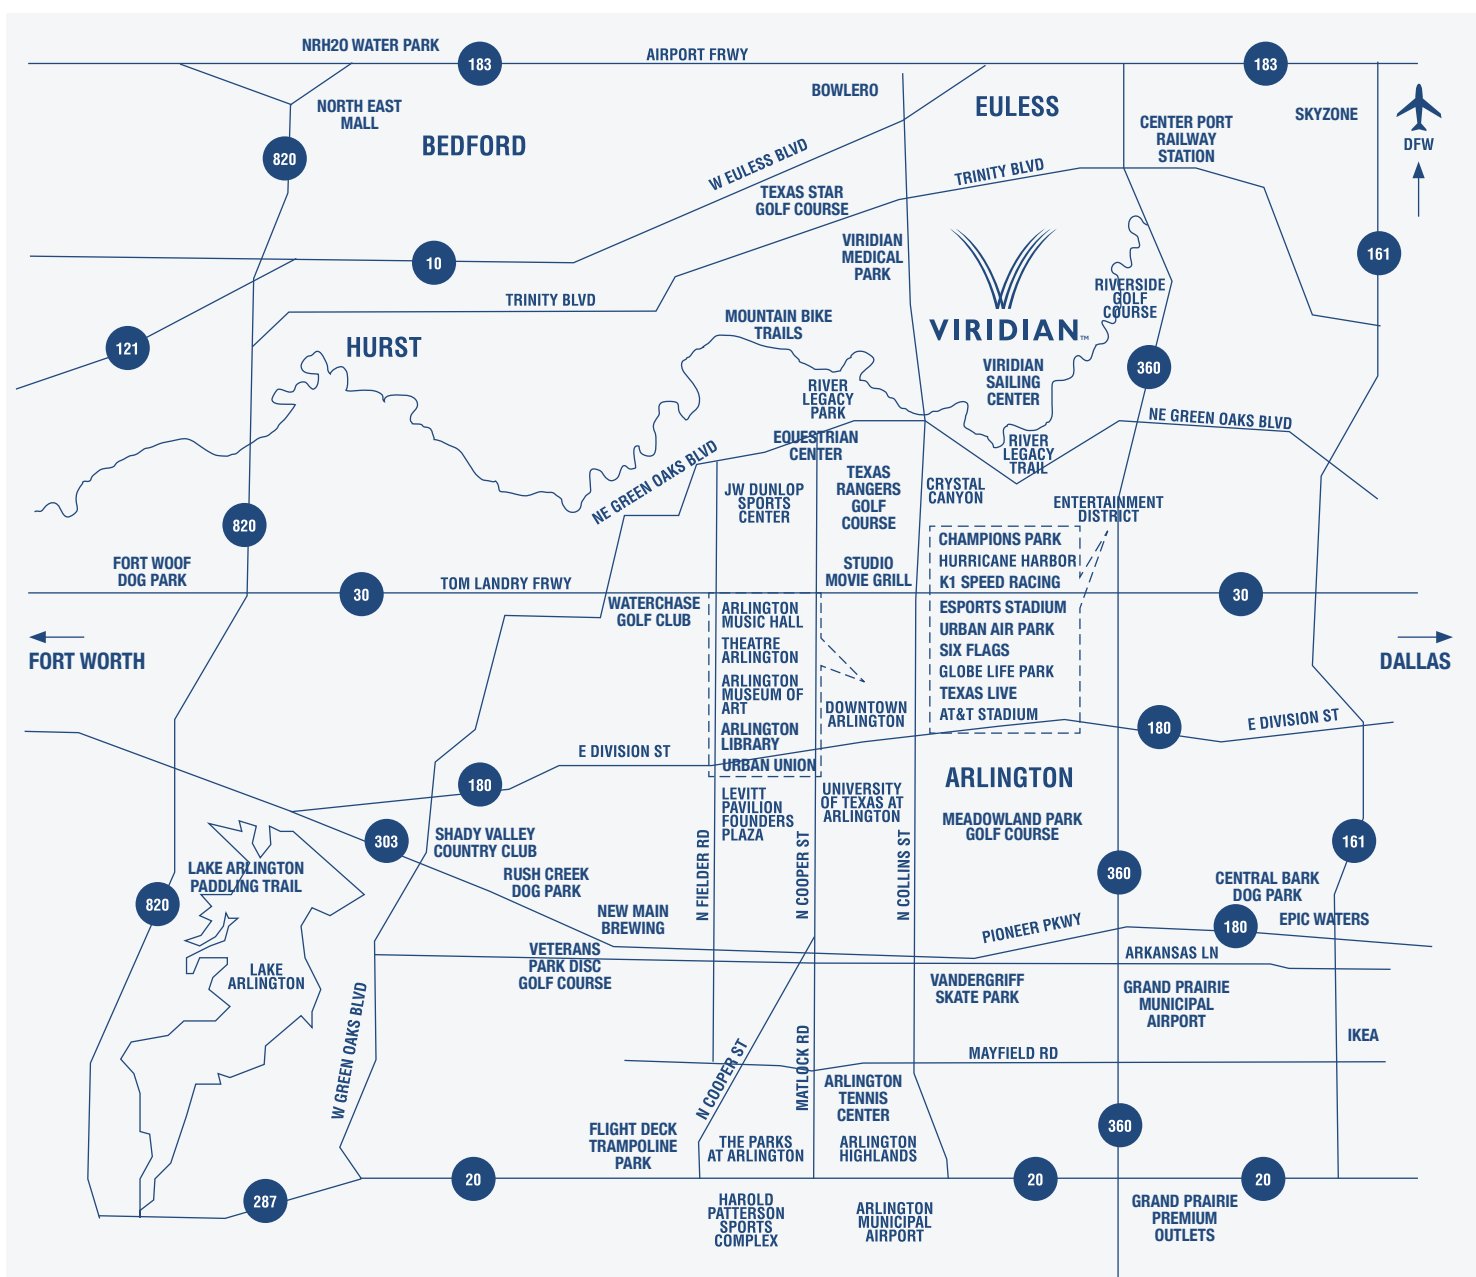 NRH2O WATER PARK
183
AIRPORT FRWY
183
BOWLERO
EULESS
NORTH EAST
MALL
SKYZONE
CENTER PORT
RAILWAY
STATION
DFW
BEDFORD
820
W EULESS BLVD
TRINITY BLVD
TEXAS STAR
GOLF COURSE
VIRIDIAN
MEDICAL
PARK
161
10
RIVERSIDE
GOLF
COURSE
TRINITY BLVD
MOUNTAIN BIKE
TRAILS
VIRIDIAN™
121
HURST
VIRIDIAN
SAILING
CENTER
360
RIVER
LEGACY
PARK
NE GREEN OAKS BLVD
EQUESTRIAN
CENTER
RIVER
LEGACY
TRAIL
NE GREEN OAKS BLVD
TEXAS
RANGERS
GOLF
COURSE
CRYSTAL
CANYON
JW DUNLOP
SPORTS
CENTER
ENTERTAINMENT
DISTRICT
820
CHAMPIONS PARK
HURRICANE HARBOR
K1 SPEED RACING
ESPORTS STADIUM
URBAN AIR PARK
SIX FLAGS
GLOBE LIFE PARK
TEXAS LIVE
AT&T STADIUM
FORT WOOF
DOG PARK
STUDIO
MOVIE GRILL
30
TOM LANDRY FRWY
30
WATERCHASE
GOLF CLUB
ARLINGTON
MUSIC HALL
THEATRE
ARLINGTON
ARLINGTON
MUSEUM OF
ART
ARLINGTON
LIBRARY
URBAN UNION
FORT WORTH
DALLAS
DOWNTOWN
ARLINGTON
180
E DIVISION ST
E DIVISION ST
180
ARLINGTON
LEVITT
PAVILION
FOUNDERS
PLAZA
UNIVERSITY
OF TEXAS AT
ARLINGTON
MEADOWLAND PARK
GOLF COURSE
303
SHADY VALLEY
COUNTRY CLUB
161
LAKE ARLINGTON
PADDLING TRAIL
RUSH CREEK
DOG PARK
N FIELDER RD
N COOPER ST
N COLLINS ST
360
CENTRAL BARK
DOG PARK
820
NEW MAIN
BREWING
PIONEER PKWY
180
EPIC WATERS
VETERANS
PARK DISC
GOLF COURSE
ARKANSAS LN
LAKE
ARLINGTON
VANDERGRIFF
SKATE PARK
GRAND PRAIRIE
MUNICIPAL
AIRPORT
W GREEN OAKS BLVD
IKEA
MAYFIELD RD
N COOPER ST
MATLOCK RD
ARLINGTON
TENNIS
CENTER
360
FLIGHT DECK
TRAMPOLINE
PARK
THE PARKS
AT ARLINGTON
ARLINGTON
HIGHLANDS
20
20
20
287
HAROLD
PATTERSON
SPORTS
COMPLEX
ARLINGTON
MUNICIPAL
AIRPORT
GRAND PRAIRIE
PREMIUM
OUTLETS